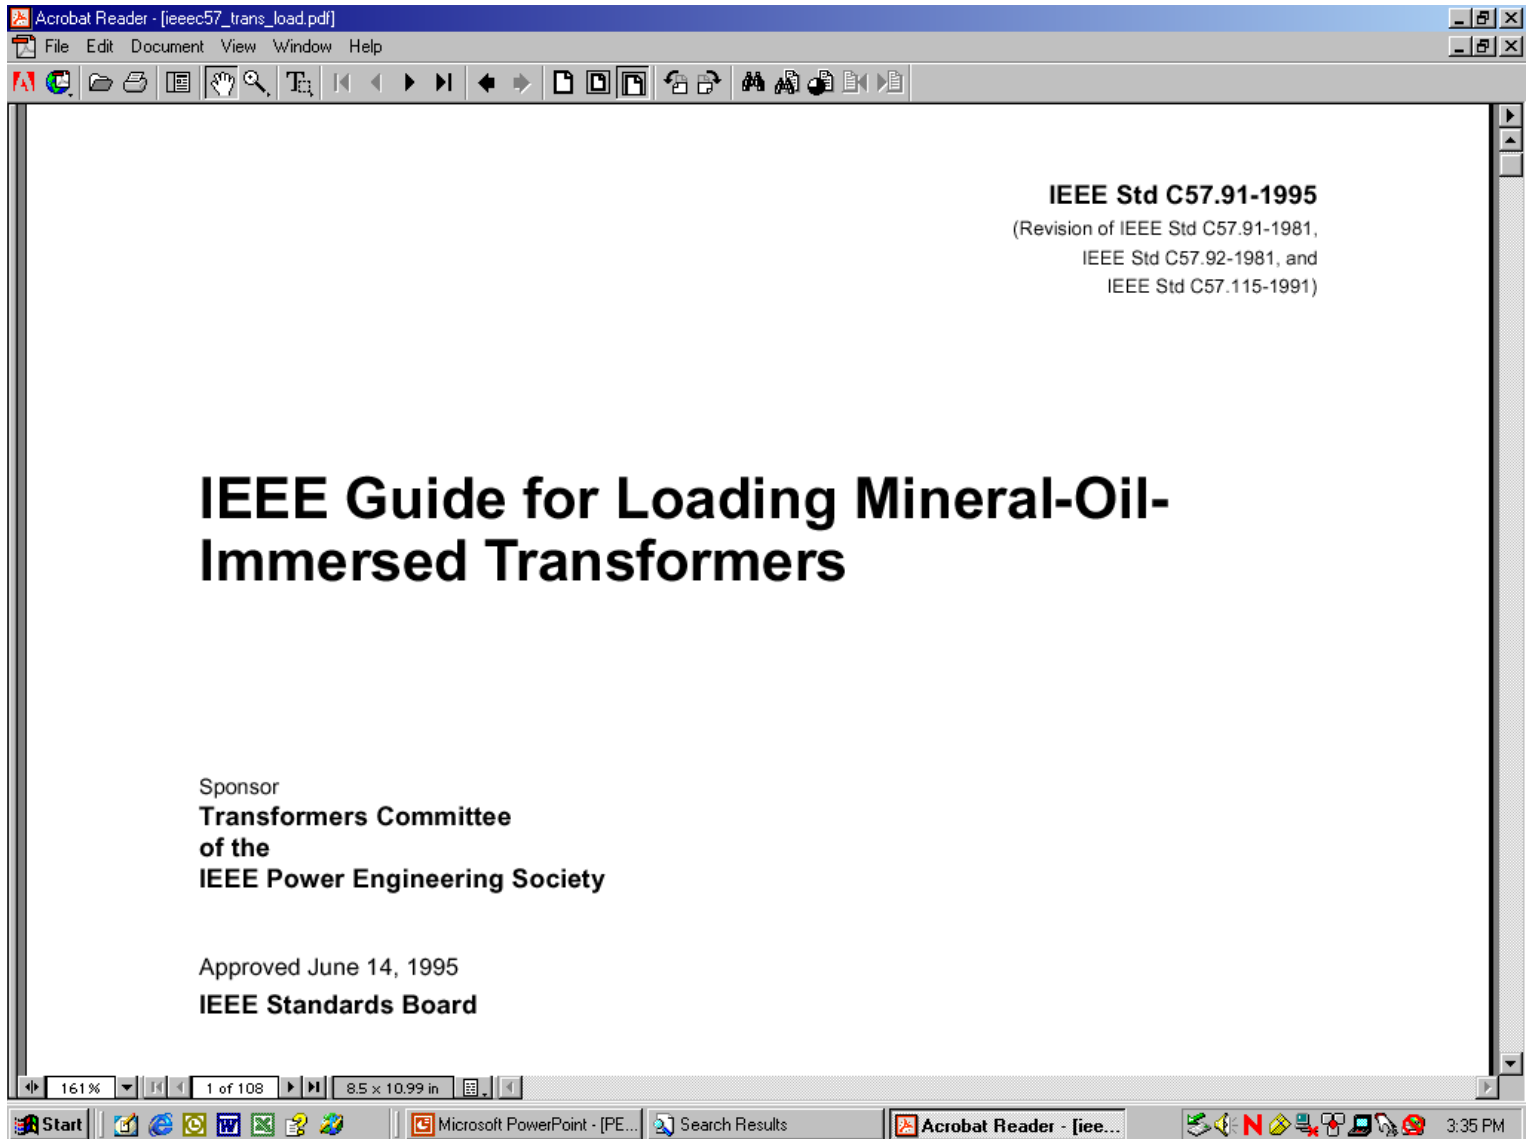 Acrobat Reader - [ieeec57_trans_load.pdf]
File Edit Document View Window Help
IEEE Std C57.91-1995
(Revision of IEEE Std C57.91-1981,
IEEE Std C57.92-1981, and
IEEE Std C57.115-1991)
IEEE Guide for Loading Mineral-Oil-
Immersed Transformers
Sponsor
Transformers Committee
of the
IEEE Power Engineering Society
Approved June 14, 1995
IEEE Standards Board
161% 1 of 108 8.5 x 10.99 in
Start Microsoft PowerPoint - [PE... Search Results Acrobat Reader - [iee... 3:35 PM